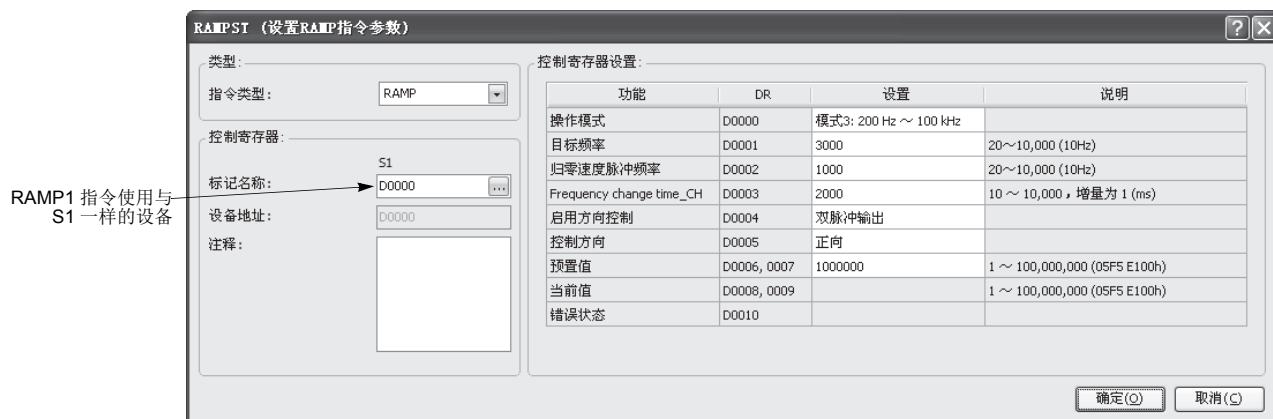 RAMPST (设置RAMP指令参数)
类型:
指令类型:
RAMP
控制寄存器:
S1
标记名称:
D0000
...
设备地址:
D0000
注释:
RAMP1 指令使用与
S1 一样的设备
控制寄存器设置:
功能 DR 设置 说明
操作模式 D0000 模式3: 200 Hz ～ 100 kHz
目标频率 D0001 3000 20～10,000 (10Hz)
归零速度脉冲频率 D0002 1000 20～10,000 (10Hz)
Frequency change time_CH D0003 2000 10 ～ 10,000，增量为 1 (ms)
启用方向控制 D0004 双脉冲输出
控制方向 D0005 正向
预置值 D0006, 0007 1000000 1 ～ 100,000,000 (05F5 E100h)
当前值 D0008, 0009 1 ～ 100,000,000 (05F5 E100h)
错误状态 D0010
确定(O) 取消(C)